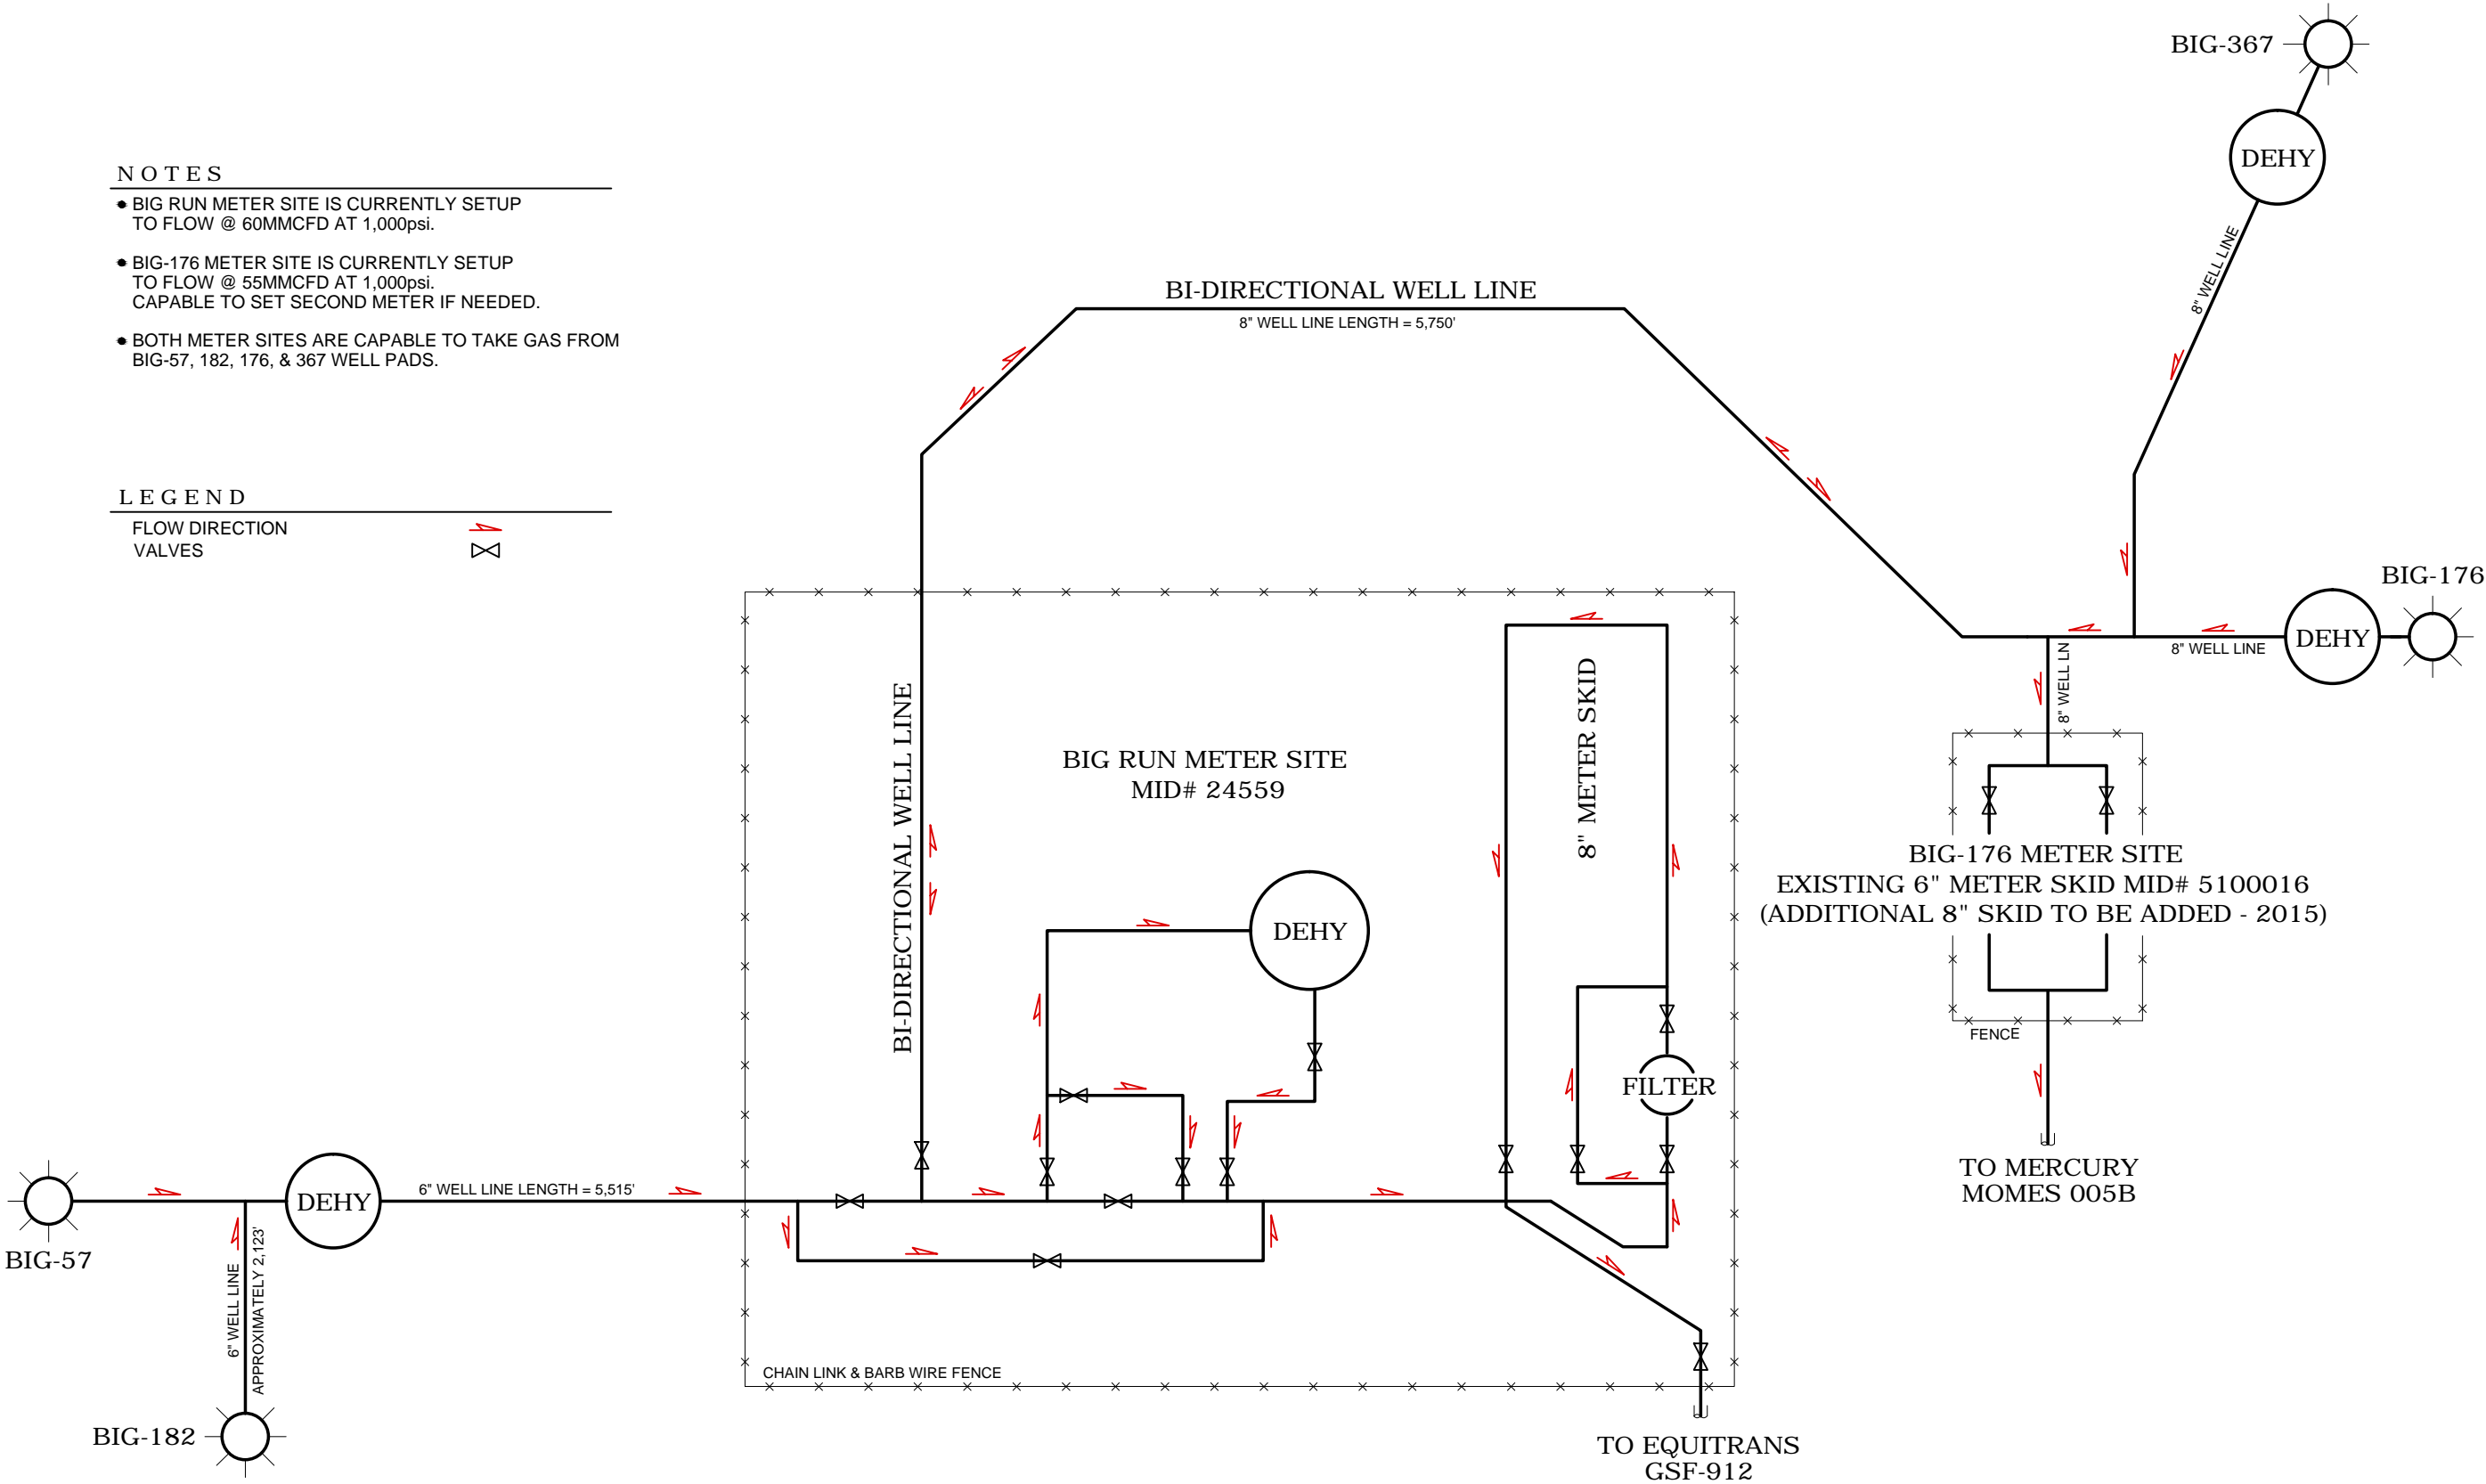 BIG-367
DEHY
8" WELL LINE
N O T E S
BIG RUN METER SITE IS CURRENTLY SETUP
TO FLOW @ 60MMCFD AT 1,000psi.
BIG-176 METER SITE IS CURRENTLY SETUP
TO FLOW @ 55MMCFD AT 1,000psi.
CAPABLE TO SET SECOND METER IF NEEDED.
BOTH METER SITES ARE CAPABLE TO TAKE GAS FROM
BIG-57, 182, 176, & 367 WELL PADS.
L E G E N D
FLOW DIRECTION
VALVES
BI-DIRECTIONAL WELL LINE
8" WELL LINE LENGTH = 5,750'
BIG-176
DEHY
8" WELL LINE
8" WELL LN
BI-DIRECTIONAL WELL LINE
BIG RUN METER SITE
MID# 24559
8" METER SKID
DEHY
FILTER
BIG-176 METER SITE
EXISTING 6" METER SKID MID# 5100016
(ADDITIONAL 8" SKID TO BE ADDED - 2015)
FENCE
TO MERCURY
MOMES 005B
BIG-57
DEHY
6" WELL LINE LENGTH = 5,515'
6" WELL LINE
APPROXIMATELY 2,123'
BIG-182
CHAIN LINK & BARB WIRE FENCE
TO EQUITRANS
GSF-912